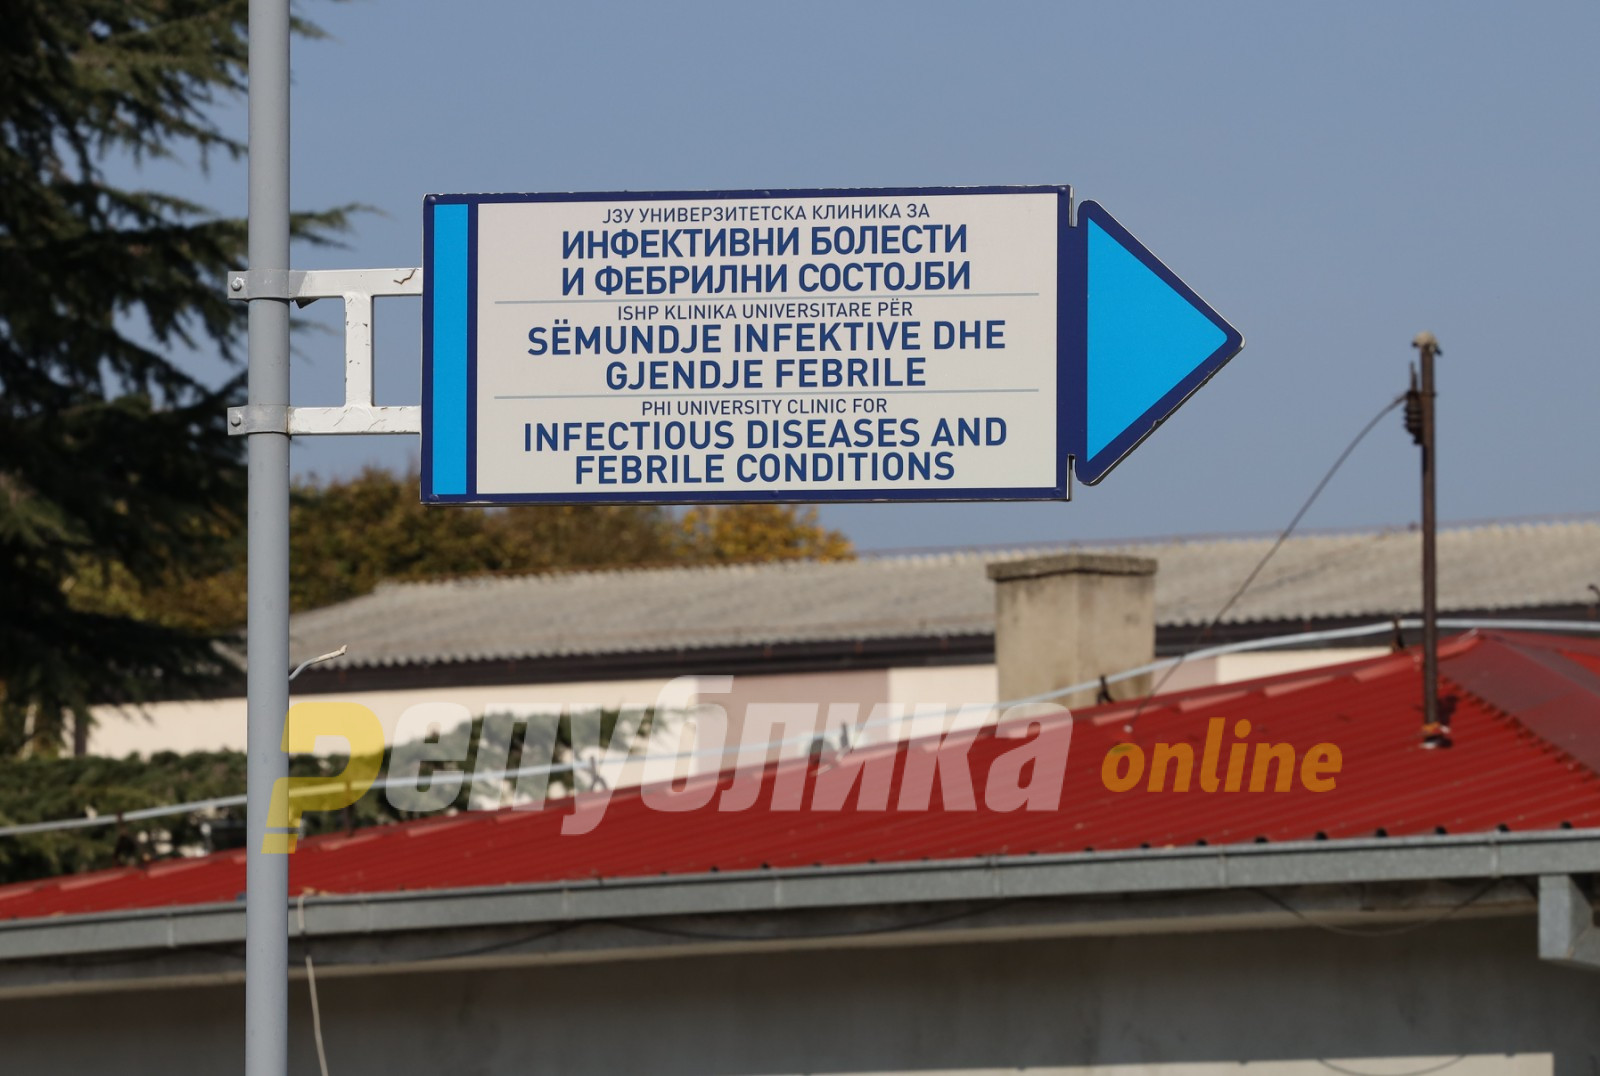 ЈЗУ УНИВЕРЗИТЕТСКА КЛИНИКА ЗА
ИНФЕКТИВНИ БОЛЕСТИ
И ФЕБРИЛНИ СОСТОЈБИ
ISHP KLINIKA UNIVERSITARE PËR
SËMUNDJE INFEKTIVE DHE
GJENDJE FEBRILE
PHI UNIVERSITY CLINIC FOR
INFECTIOUS DISEASES AND
FEBRILE CONDITIONS
Република online